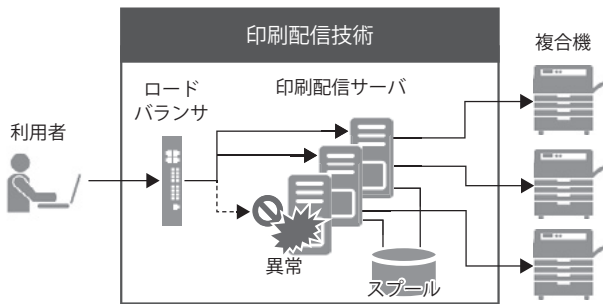 印刷配信技術
複合機
ロード
バランサ
印刷配信サーバ
利用者
異常
スプール